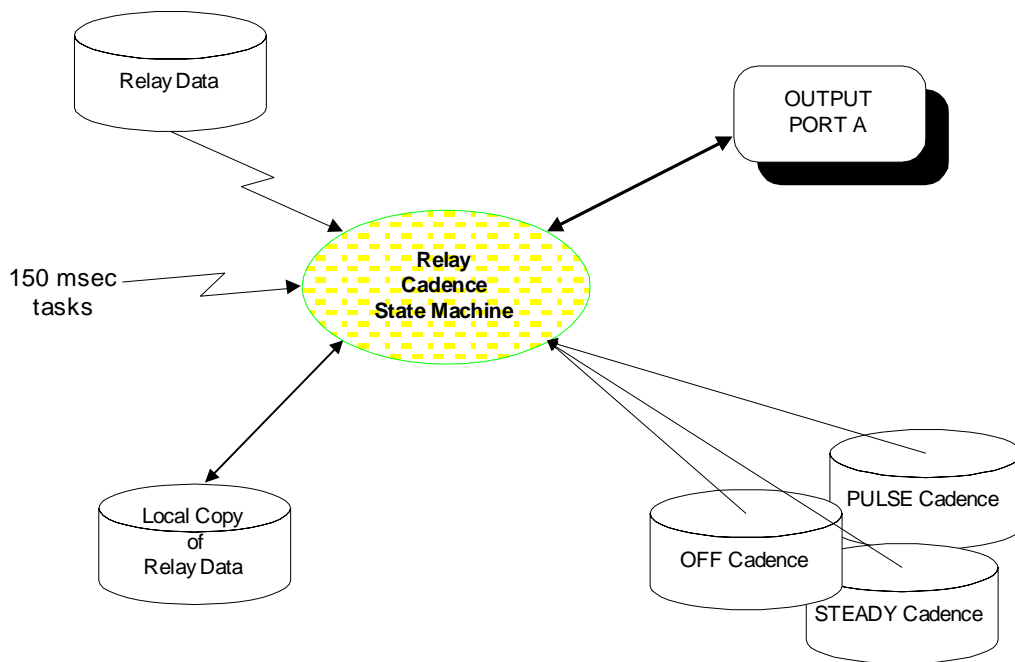 Relay Data
OUTPUT
PORT A
Relay
Cadence
State Machine
150 msec
tasks
Local Copy
of
Relay Data
PULSE Cadence
OFF Cadence
STEADY Cadence